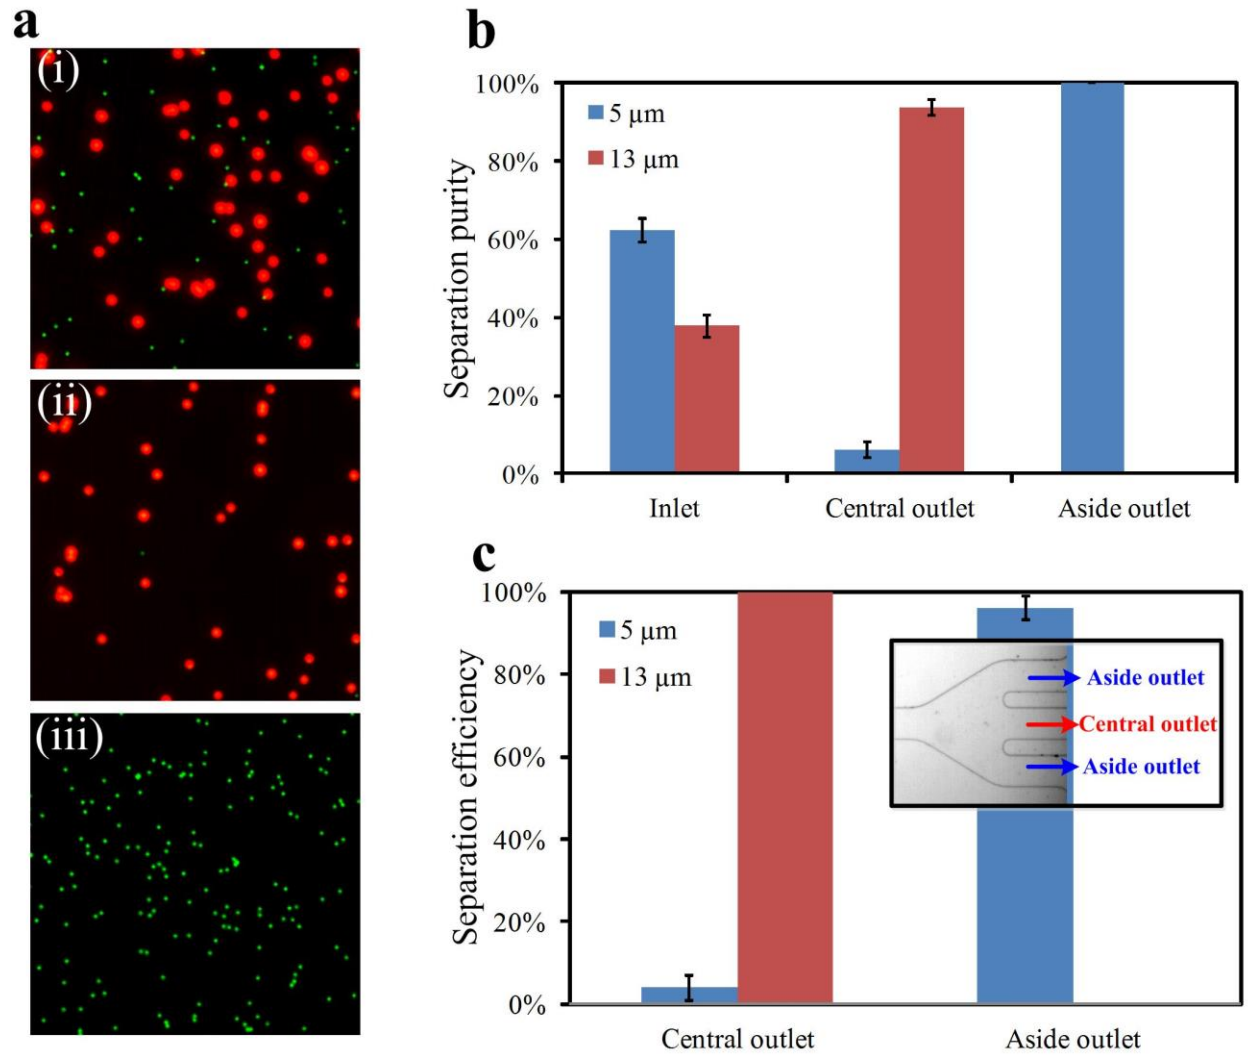 a
(i)
(ii)
(iii)
b
Separation purity
100%
80%
60%
40%
20%
0%
5 μm
13 μm
Inlet
Central outlet
Aside outlet
c
Separation efficiency
100%
80%
60%
40%
20%
0%
5 μm
13 μm
Aside outlet
Central outlet
Aside outlet
Central outlet
Aside outlet